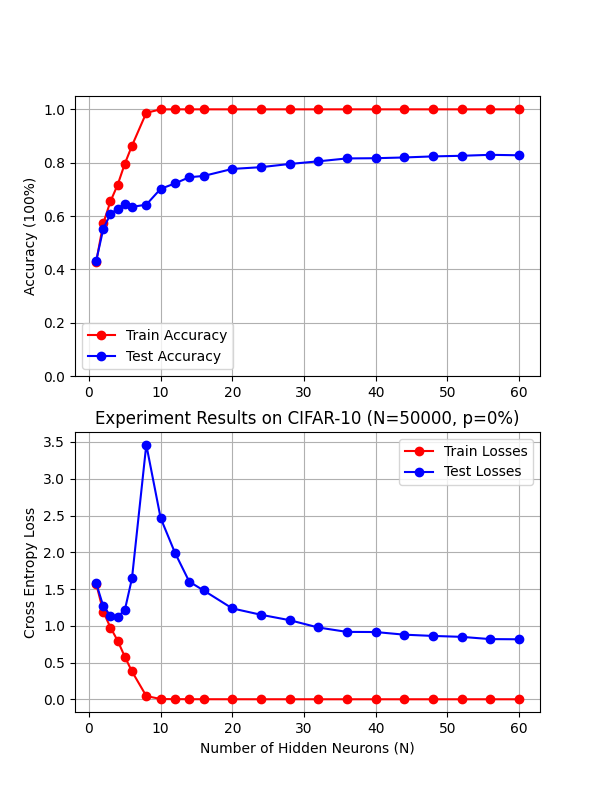 1.0
0.8
0.6
0.4
0.2
0.0
Accuracy (100%)
Train Accuracy
Test Accuracy
0 10 20 30 40 50 60
Experiment Results on CIFAR-10 (N=50000, p=0%)
3.5
3.0
2.5
2.0
1.5
1.0
0.5
0.0
Cross Entropy Loss
Train Losses
Test Losses
0 10 20 30 40 50 60
Number of Hidden Neurons (N)